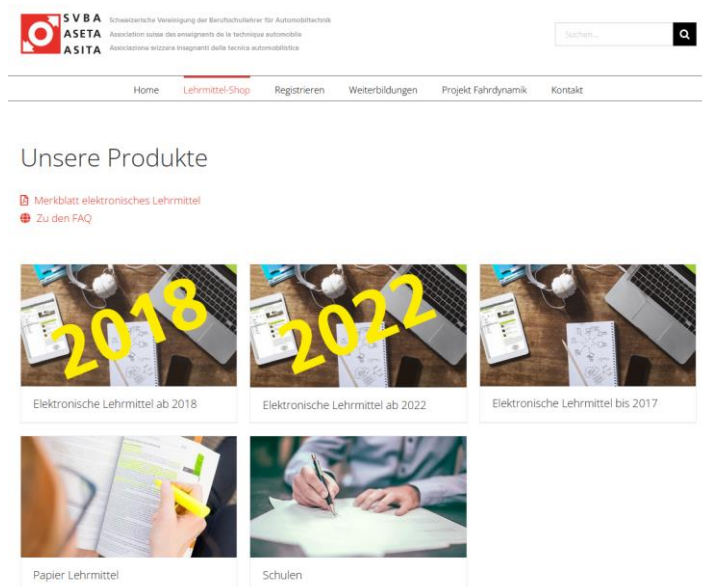 SVBA Schweizerische Vereinigung der Berufsschullehrer für Automobiltechnik
ASETA Association suisse des enseignants de la technique automobile
ASITA Associazione svizzera insegnanti della tecnica automobilistica
Suchen...
Home Lehrmittel-Shop Registrieren Weiterbildungen Projekt Fahrdynamik Kontakt
Unsere Produkte
Merkblatt elektronisches Lehrmittel
Zu den FAQ
2018
2022
Elektronische Lehrmittel ab 2018
Elektronische Lehrmittel ab 2022
Elektronische Lehrmittel bis 2017
Papier Lehrmittel
Schulen